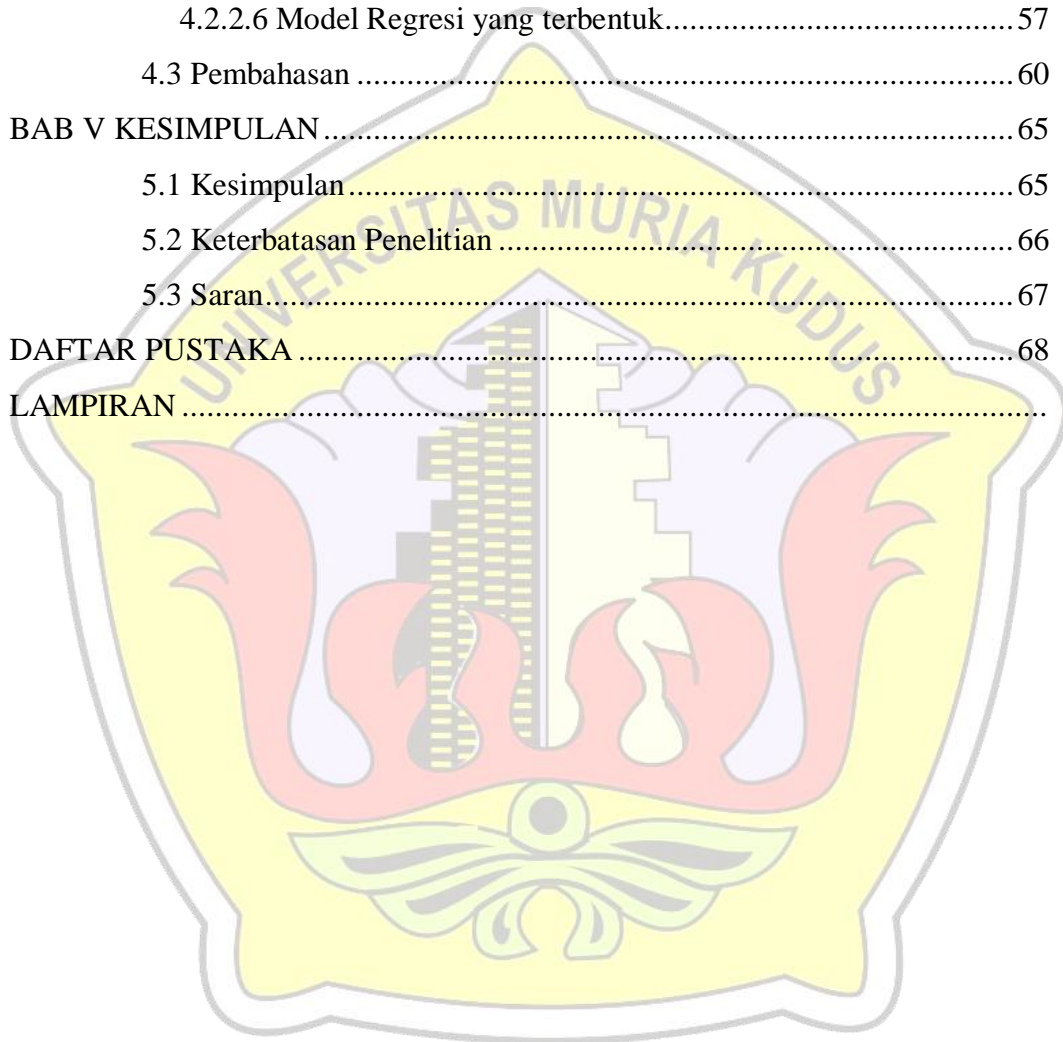 4.2.2.6 Model Regresi yang terbentuk.......................................... 57
4.3 Pembahasan .................................................................................. 60
BAB V KESIMPULAN....................................................................................... 65
5.1 Kesimpulan................................................................................... 65
5.2 Keterbatasan Penelitian ................................................................ 66
5.3 Saran............................................................................................. 67
DAFTAR PUSTAKA ......................................................................................... 68
LAMPIRAN ..........................................................................................................
UNIVERSITAS MURIA KUDUS